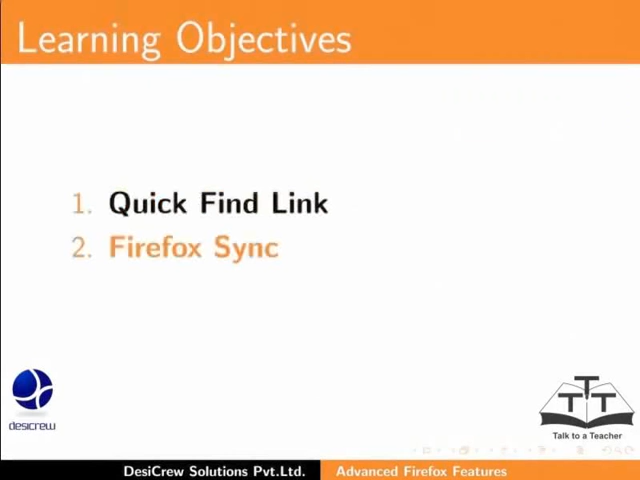 Learning Objectives
1. Quick Find Link
2. Firefox Sync
desicrew
TTT
Talk to a Teacher
DesiCrew Solutions Pvt.Ltd. Advanced Firefox Features